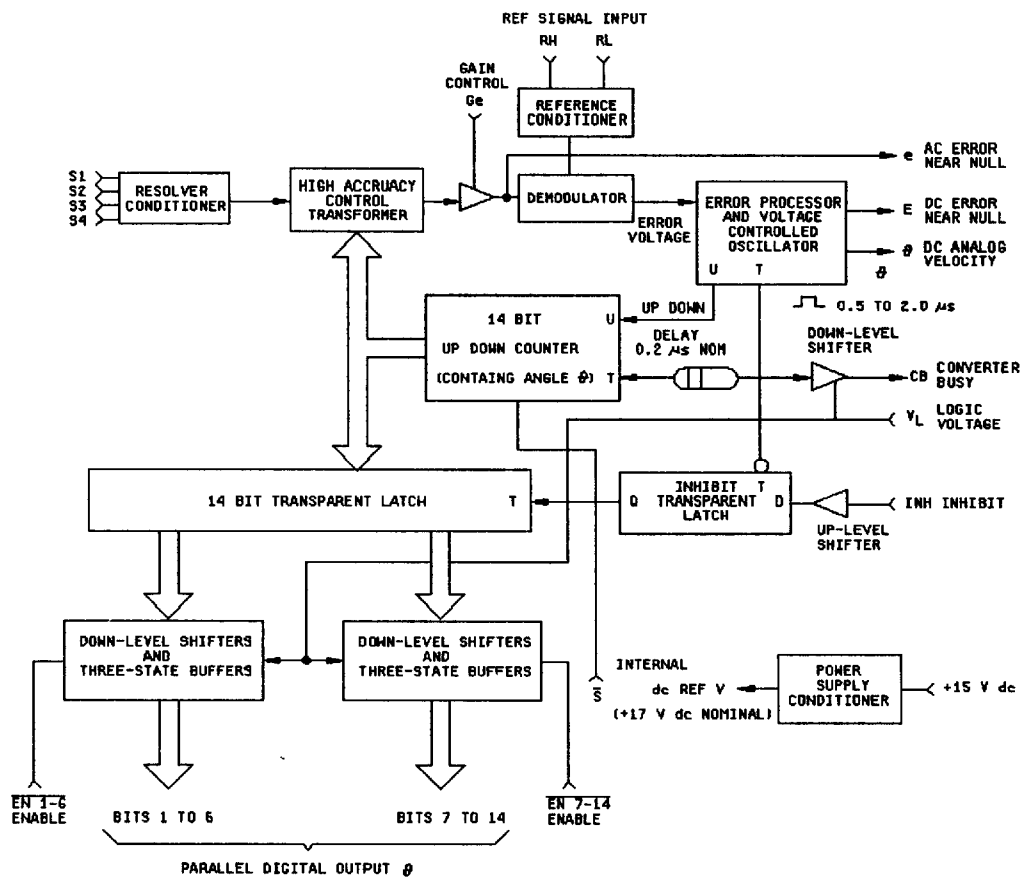 REF SIGNAL INPUT
RH RL
GAIN
CONTROL
Ge
REFERENCE
CONDITIONER
e AC ERROR
NEAR NULL
S1
S2
S3
S4
RESOLVER
CONDITIONER
HIGH ACCRUACY
CONTROL
TRANSFORMER
DEMODULATOR
ERROR
VOLTAGE
ERROR PROCESSOR
AND VOLTAGE
CONTROLLED
OSCILLATOR
U T
E DC ERROR
NEAR NULL
ϑ DC ANALOG
VELOCITY
ϑ
0.5 TO 2.0 μs
UP DOWN
14 BIT U
UP DOWN COUNTER
(CONTAING ANGLE ϑ) T
DELAY
0.2 μs NOM
DOWN-LEVEL
SHIFTER
CB CONVERTER
BUSY
VL LOGIC
VOLTAGE
14 BIT TRANSPARENT LATCH T
INHIBIT T
Q TRANSPARENT D
LATCH
INH INHIBIT
UP-LEVEL
SHIFTER
DOWN-LEVEL SHIFTERS
AND
THREE-STATE BUFFERS
DOWN-LEVEL SHIFTERS
AND
THREE-STATE BUFFERS
S̅
INTERNAL
dc REF V
(+17 V dc NOMINAL)
POWER
SUPPLY
CONDITIONER
+15 V dc
EN 1-6
ENABLE
BITS 1 TO 6
BITS 7 TO 14
EN 7-14
ENABLE
PARALLEL DIGITAL OUTPUT ϑ